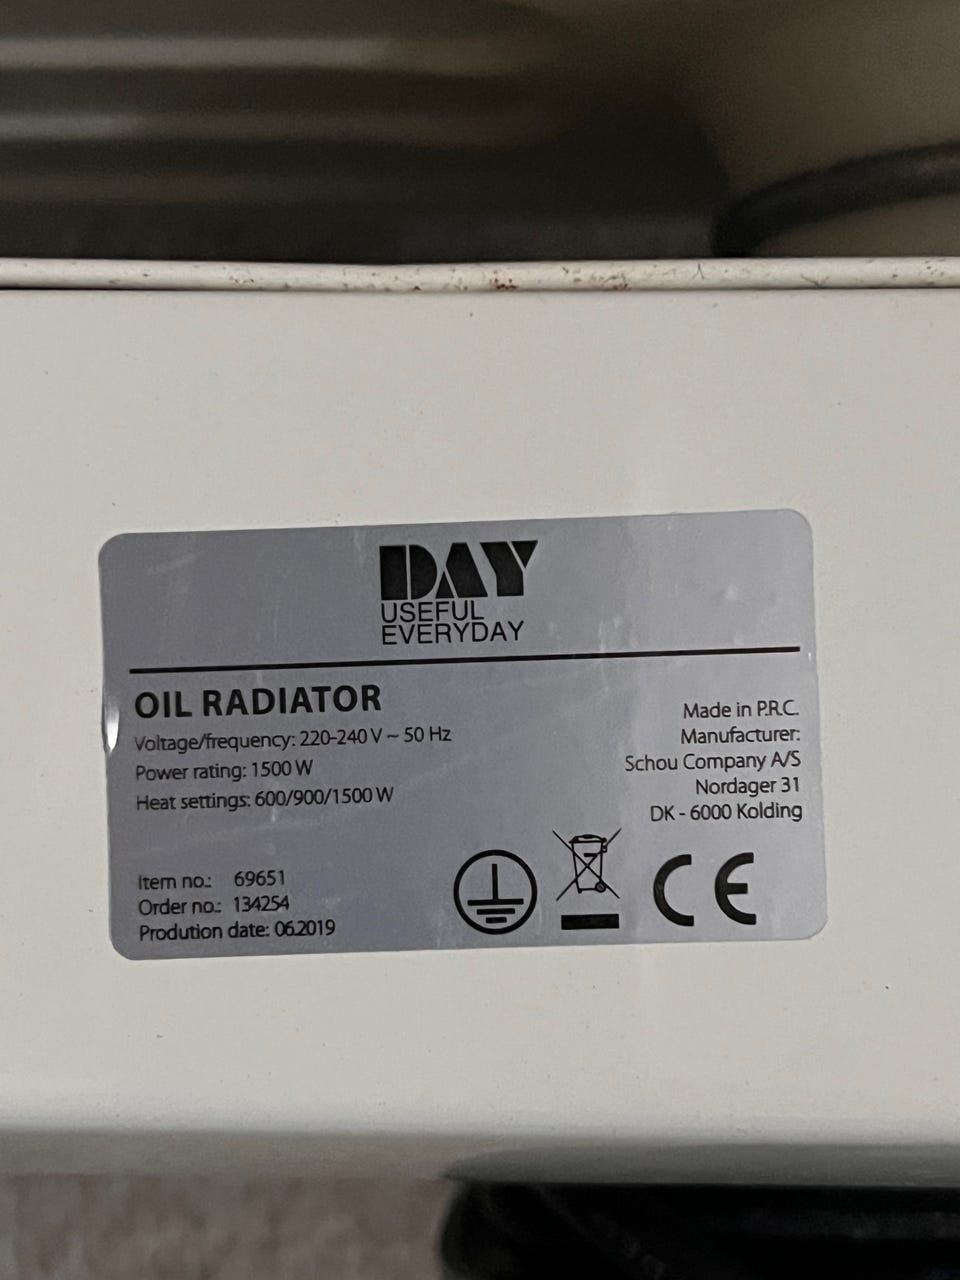 DAY
USEFUL
EVERYDAY
OIL RADIATOR
Voltage/frequency: 220-240 V ~ 50 Hz
Power rating: 1500 W
Heat settings: 600/900/1500 W
Made in P.R.C.
Manufacturer:
Schou Company A/S
Nordager 31
DK - 6000 Kolding
Item no.: 69651
Order no.: 134254
Prodution date: 06.2019
CE